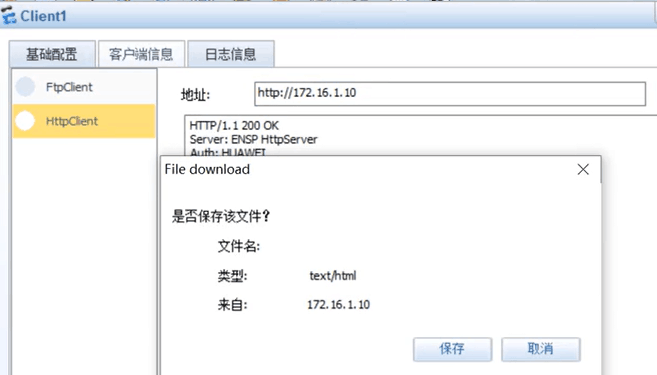 Client1
基础配置 客户端信息 日志信息
FtpClient
HttpClient
地址: http://172.16.1.10
HTTP/1.1 200 OK
Server: ENSP HttpServer
Auth: HUAWEI
File download
是否保存该文件?
文件名:
类型: text/html
来自: 172.16.1.10
保存 取消